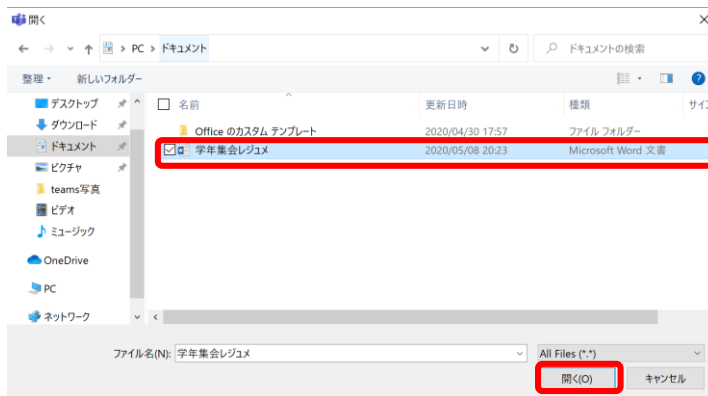 開く
PC > ドキュメント
ドキュメントの検索
整理
新しいフォルダー
名前 更新日時 種類 サイズ
デスクトップ
ダウンロード
ドキュメント
ピクチャ
teams写真
ビデオ
ミュージック
OneDrive
PC
ネットワーク
Office のカスタム テンプレート 2020/04/30 17:57 ファイル フォルダー
学年集会レジュメ 2020/05/08 20:23 Microsoft Word 文書
ファイル名(N): 学年集会レジュメ All Files (*.*)
開く(O) キャンセル